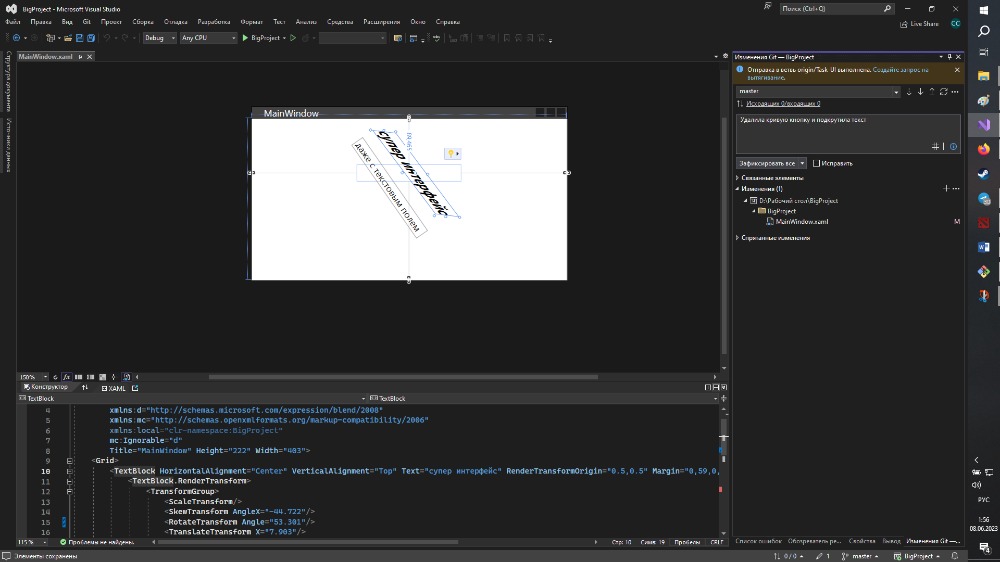 BigProject - Microsoft Visual Studio
Поиск (Ctrl+Q)
Файл Правка Вид Git Проект Сборка Отладка Разработка Формат Тест Анализ Средства Расширения Окно Справка
Live Share
CC
Debug Any CPU BigProject
Структура документа
Источники данных
MainWindow.xaml
MainWindow
89,465
супер интерфейс
даже с текстовым полем
150%
Конструктор
XAML
TextBlock
TextBlock
4 xmlns:d="http://schemas.microsoft.com/expression/blend/2008"
5 xmlns:mc="http://schemas.openxmlformats.org/markup-compatibility/2006"
6 xmlns:local="clr-namespace:BigProject"
7 mc:Ignorable="d"
8 Title="MainWindow" Height="222" Width="403">
9 <Grid>
10 <TextBlock HorizontalAlignment="Center" VerticalAlignment="Top" Text="супер интерфейс" RenderTransformOrigin="0.5,0.5" Margin="0,59,0,
11 <TextBlock.RenderTransform>
12 <TransformGroup>
13 <ScaleTransform/>
14 <SkewTransform AngleX="-44.722"/>
15 <RotateTransform Angle="53.301"/>
16 <TranslateTransform X="7.903"/>
115 %
Проблемы не найдены.
Стр: 10 Симв: 19 Пробелы CRLF
Изменения Git — BigProject
Отправка в ветвь origin/Task-UI выполнена. Создайте запрос на
вытягивание.
master
Исходящих 0/входящих 0
Удалила кривую кнопку и подкрутила текст
Зафиксировать все
Исправить
Связанные элементы
Изменения (1)
D:\Рабочий стол\BigProject
BigProject
MainWindow.xaml M
Спрятанные изменения
Список ошибок Обозреватель ре... Свойства Вывод Изменения Git —...
Элементы сохранены
0 / 0 1 master BigProject
30
РУС
1:56
08.06.2023
4